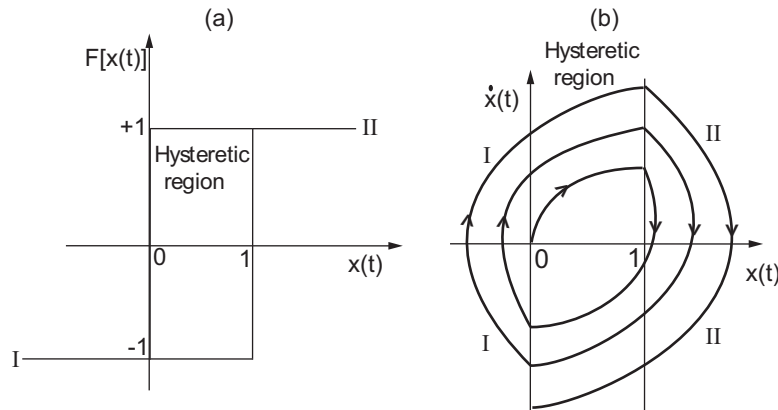 (a)
F[x(t)]
+1
II
Hysteretic
region
0
1
x(t)
I
-1
(b)
Hysteretic
region
ẋ(t)
I
II
0
1
x(t)
I
II